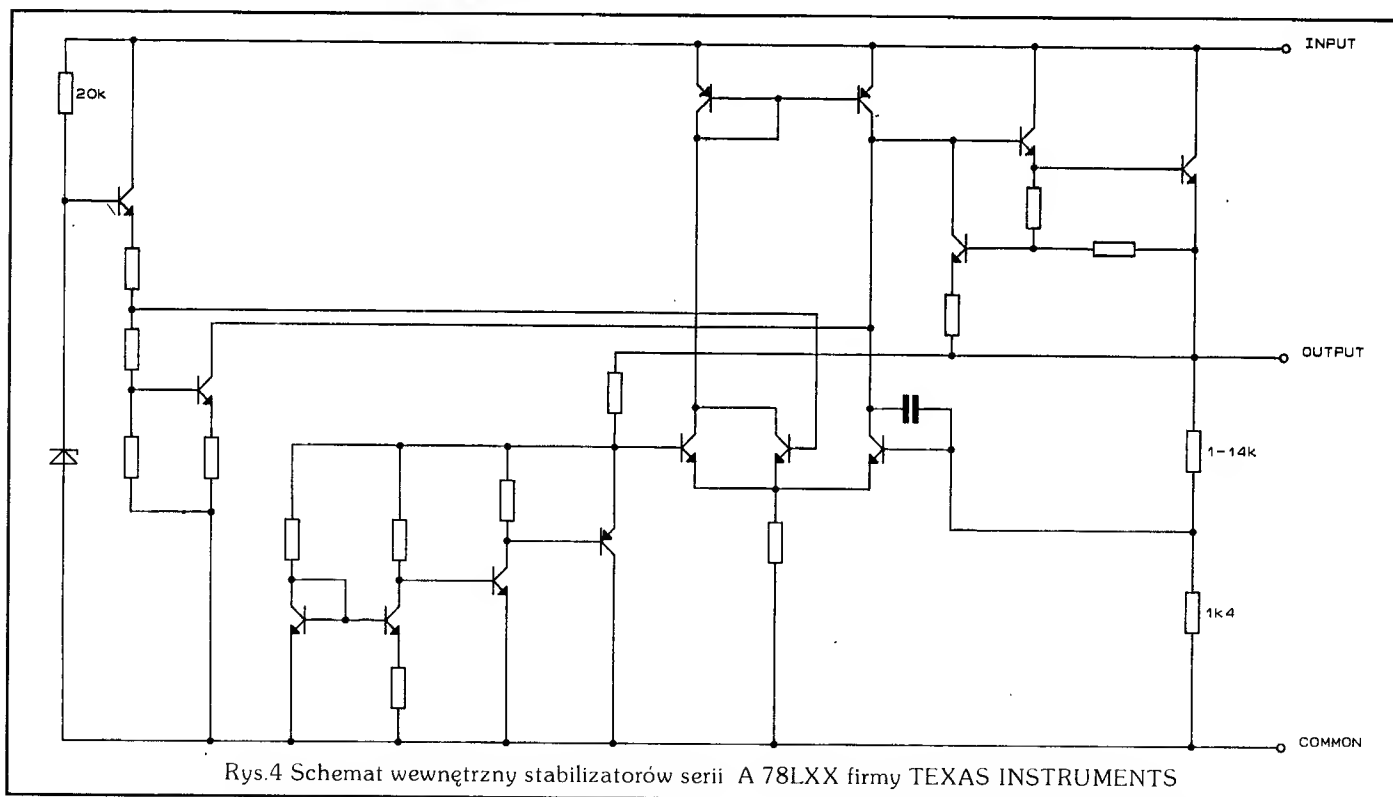 INPUT
20k
OUTPUT
1-14k
1k4
COMMON
Rys.4 Schemat wewnętrzny stabilizatorów serii A 78LXX firmy TEXAS INSTRUMENTS